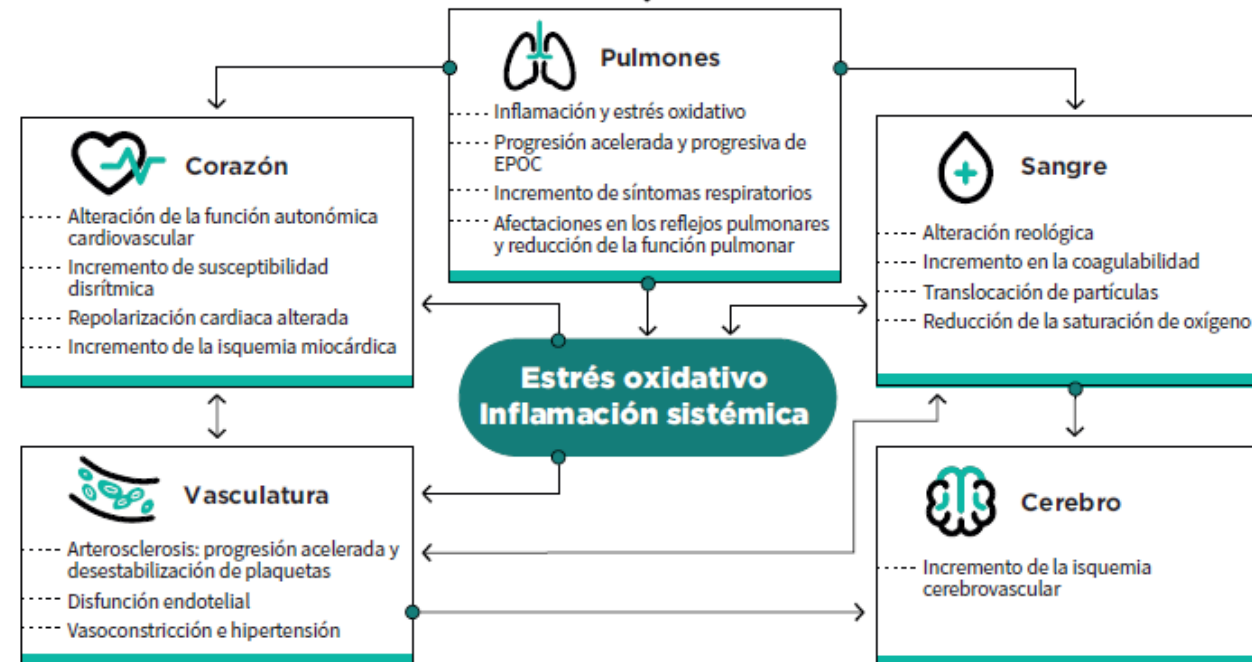 Pulmones
Inflamación y estrés oxidativo
Progresión acelerada y progresiva de
EPOC
Incremento de síntomas respiratorios
Afectaciones en los reflejos pulmonares
y reducción de la función pulmonar
Corazón
Alteración de la función autonómica
cardiovascular
Incremento de susceptibilidad
disrítmica
Repolarización cardiaca alterada
Incremento de la isquemia miocárdica
Sangre
Alteración reológica
Incremento en la coagulabilidad
Translocación de partículas
Reducción de la saturación de oxígeno
Estrés oxidativo
Inflamación sistémica
Vasculatura
Arterosclerosis: progresión acelerada y
desestabilización de plaquetas
Disfunción endotelial
Vasoconstricción e hipertensión
Cerebro
Incremento de la isquemia
cerebrovascular